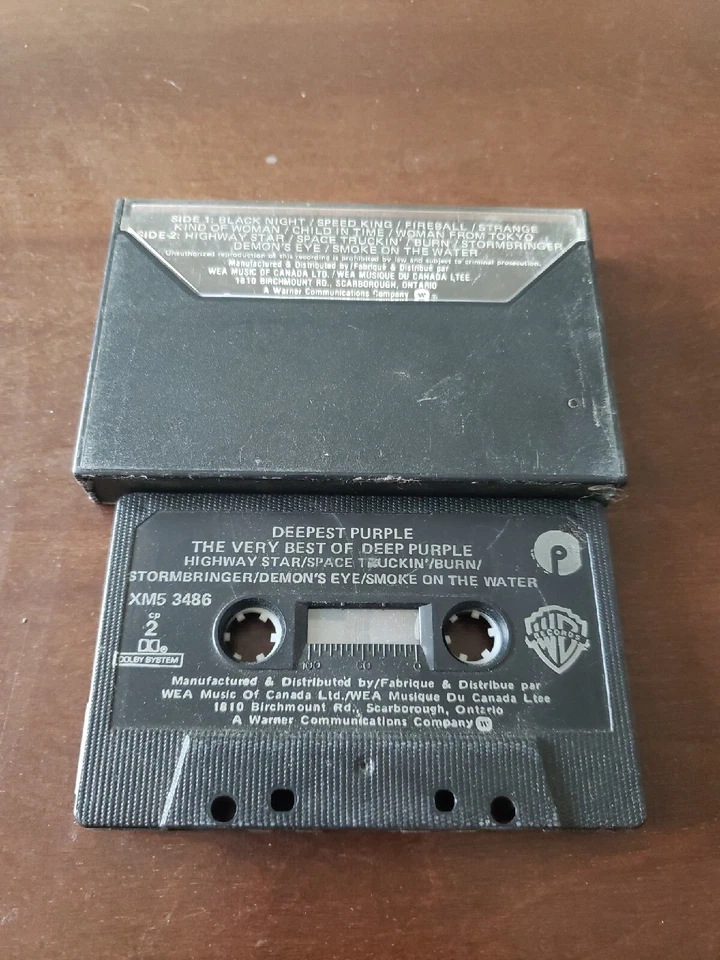 SIDE 1: BLACK NIGHT / SPEED KING / FIREBALL / STRANGE
KIND OF WOMAN / CHILD IN TIME / WOMAN FROM TOKYO
SIDE 2: HIGHWAY STAR / SPACE TRUCKIN' / BURN / STORMBRINGER
DEMON'S EYE / SMOKE ON THE WATER
Unauthorized reproduction of this recording is prohibited by law and subject to criminal prosecution.
Manufactured & Distributed by / Fabriqué & Distribué par
WEA MUSIC OF CANADA LTD. / WEA MUSIQUE DU CANADA LTEE
1810 BIRCHMOUNT RD., SCARBOROUGH, ONTARIO
A Warner Communications Company
DEEPEST PURPLE
THE VERY BEST OF DEEP PURPLE
HIGHWAY STAR/SPACE TRUCKIN'/BURN/
STORMBRINGER/DEMON'S EYE/SMOKE ON THE WATER
P
XM5 3486
cp
2
DOLBY SYSTEM
100 50 0
WB
RECORDS
Manufactured & Distributed by/Fabrique & Distribue par
WEA Music Of Canada Ltd./WEA Musique Du Canada Ltee
1810 Birchmount Rd., Scarborough, Ontario
A Warner Communications Company